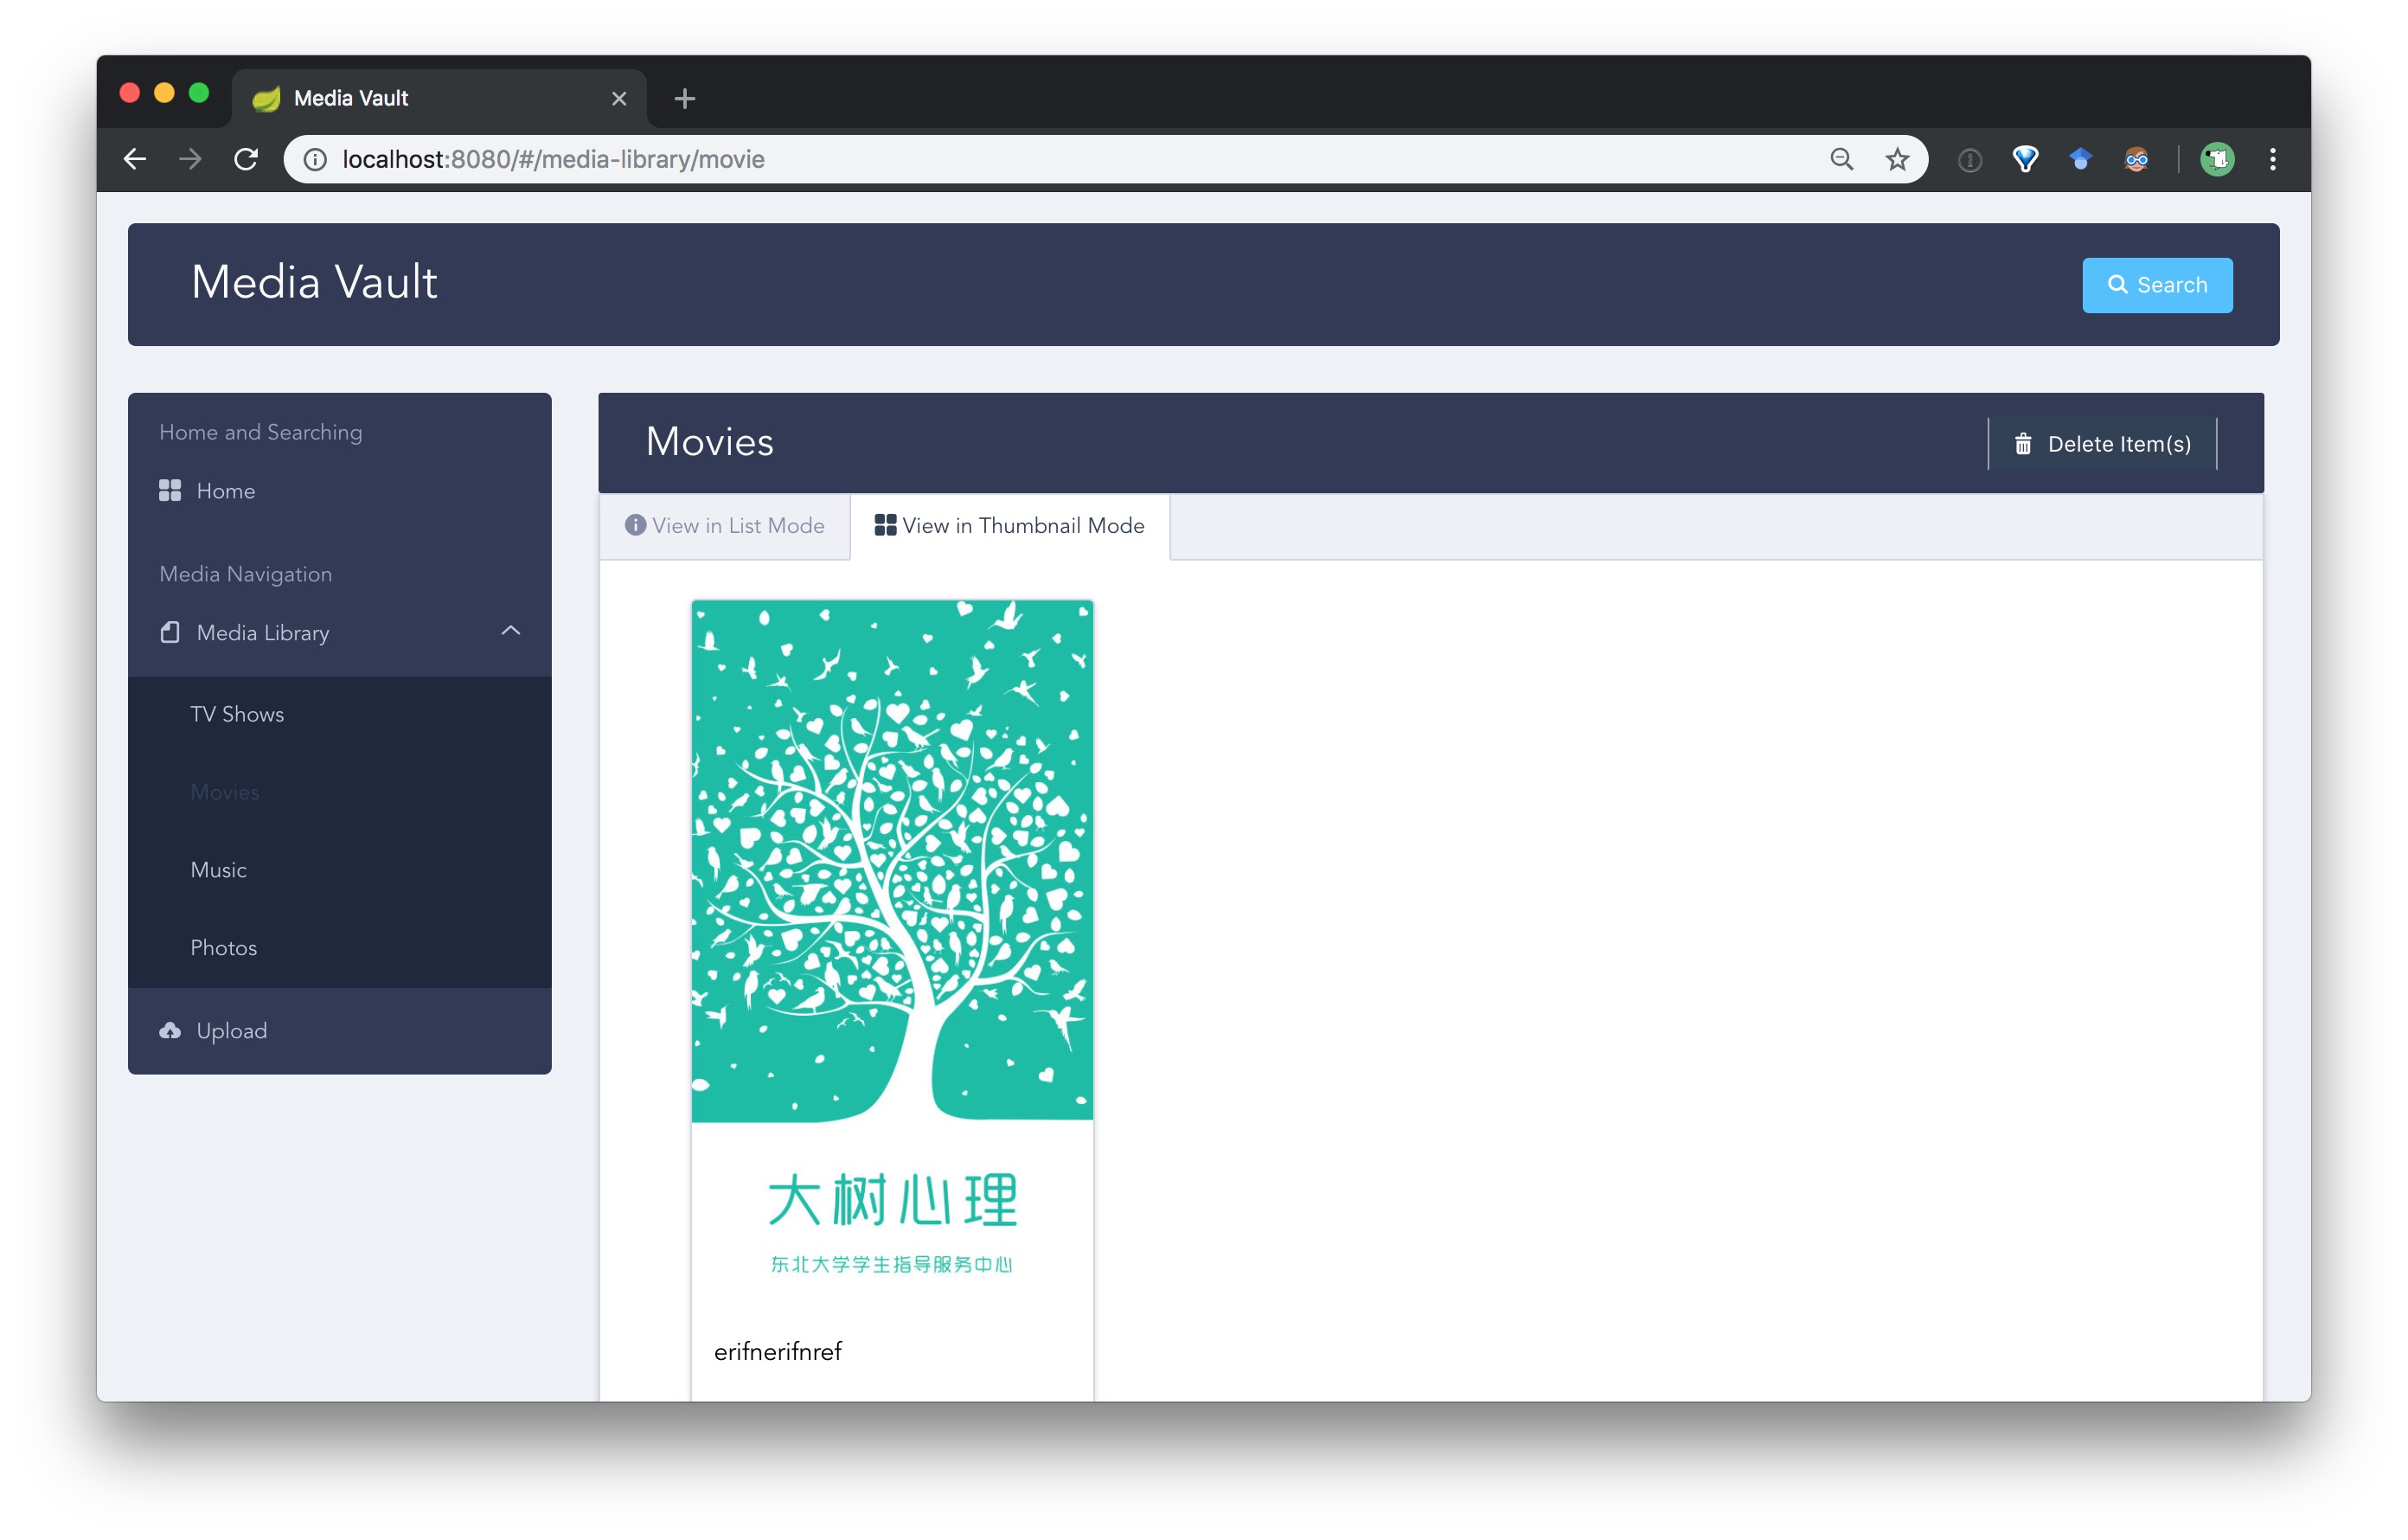 Media Vault
localhost:8080/#/media-library/movie
Media Vault
Search
Home and Searching
Home
Media Navigation
Media Library
TV Shows
Movies
Music
Photos
Upload
Movies
Delete Item(s)
View in List Mode
View in Thumbnail Mode
大树心理
东北大学学生指导服务中心
erifnerifnref